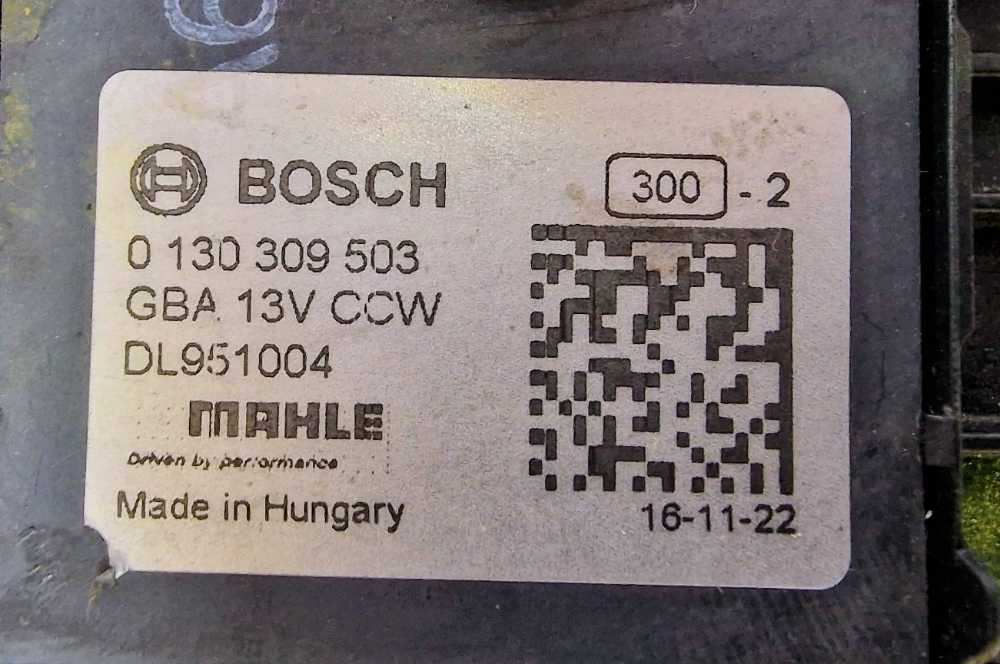 BOSCH
300 - 2
0 130 309 503
GBA 13V CCW
DL951004
MAHLE
Driven by performance
Made in Hungary
16-11-22